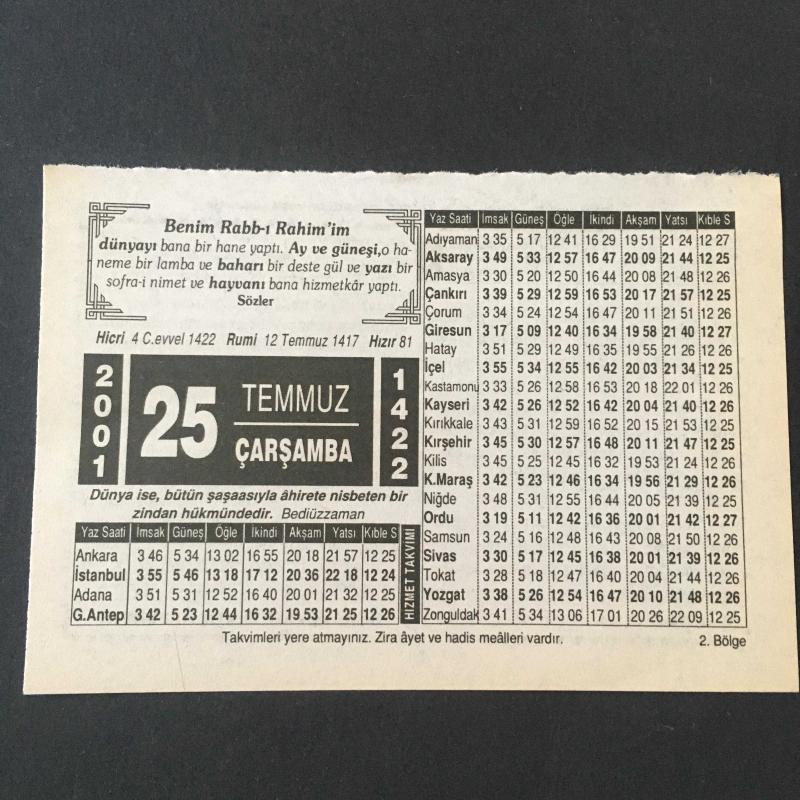 Benim Rabb-ı Rahim'im
dünyayı bana bir hane yaptı. Ay ve güneşi,o ha-
neme bir lamba ve baharı bir deste gül ve yazı bir
sofra-i nimet ve hayvanı bana hizmetkâr yaptı.
Sözler
Hicri 4 C.evvel 1422 Rumi 12 Temmuz 1417 Hızır 81
2001
25
TEMMUZ
ÇARŞAMBA
1422
Dünya ise, bütün şaşaasıyla âhirete nisbeten bir
zindan hükmündedir. Bediüzzaman
Yaz Saati İmsak Güneş Öğle İkindi Akşam Yatsı Kıble S
Ankara 3 46 5 34 13 02 16 55 20 18 21 57 12 25
İstanbul 3 55 5 46 13 18 17 12 20 36 22 18 12 24
Adana 3 51 5 31 12 52 16 40 20 01 21 32 12 25
G.Antep 3 42 5 23 12 44 16 32 19 53 21 25 12 26
HİZMET TAKVİMİ
Yaz Saati İmsak Güneş Öğle İkindi Akşam Yatsı Kıble S
Adıyaman 3 35 5 17 12 41 16 29 19 51 21 24 12 27
Aksaray 3 49 5 33 12 57 16 47 20 09 21 44 12 25
Amasya 3 30 5 20 12 50 16 44 20 08 21 48 12 26
Çankırı 3 39 5 29 12 59 16 53 20 17 21 57 12 25
Çorum 3 34 5 24 12 54 16 47 20 11 21 51 12 26
Giresun 3 17 5 09 12 40 16 34 19 58 21 40 12 27
Hatay 3 51 5 29 12 49 16 35 19 55 21 26 12 26
İçel 3 55 5 34 12 55 16 42 20 03 21 34 12 25
Kastamonu 3 33 5 26 12 58 16 53 20 18 22 01 12 26
Kayseri 3 42 5 26 12 52 16 42 20 04 21 40 12 26
Kırıkkale 3 43 5 31 12 59 16 52 20 15 21 53 12 25
Kırşehir 3 45 5 30 12 57 16 48 20 11 21 47 12 25
Kilis 3 45 5 25 12 45 16 32 19 53 21 24 12 26
K.Maraş 3 42 5 23 12 46 16 34 19 56 21 29 12 26
Niğde 3 48 5 31 12 55 16 44 20 05 21 39 12 25
Ordu 3 19 5 11 12 42 16 36 20 01 21 42 12 27
Samsun 3 24 5 16 12 48 16 43 20 08 21 50 12 26
Sivas 3 30 5 17 12 45 16 38 20 01 21 39 12 26
Tokat 3 28 5 18 12 47 16 40 20 04 21 44 12 26
Yozgat 3 38 5 26 12 54 16 47 20 10 21 48 12 26
Zonguldak 3 41 5 34 13 06 17 01 20 26 22 09 12 25
Takvimleri yere atmayınız. Zira âyet ve hadis meâlleri vardır.
2. Bölge